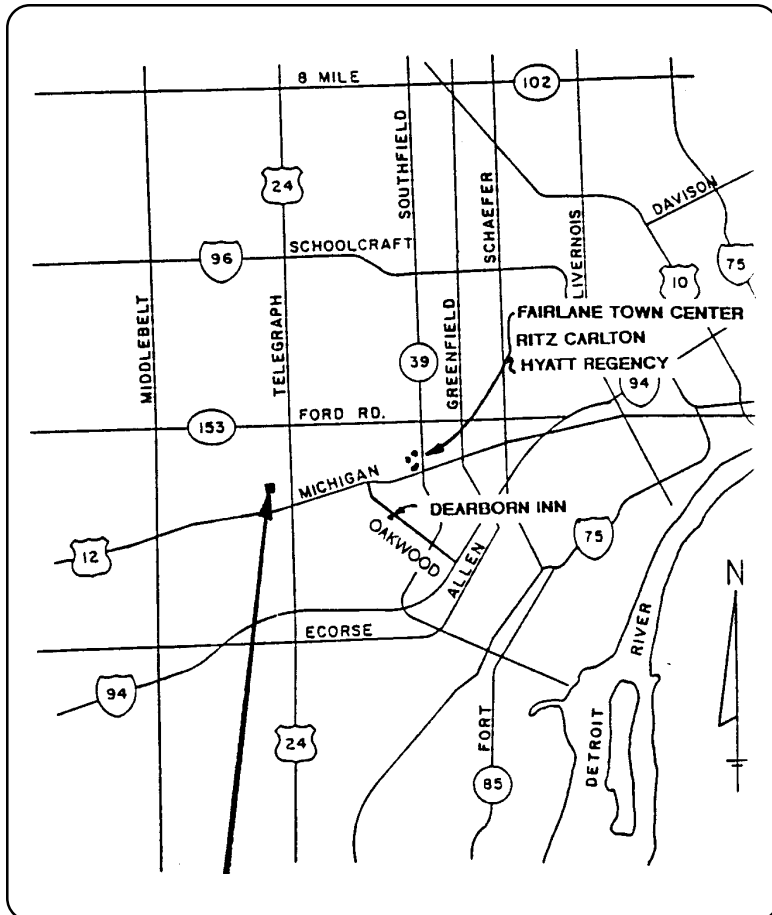 8 MILE
102
SOUTHFIELD
24
SCHAEFER
DAVISON
LIVERNOIS
SCHOOLCRAFT
96
75
10
MIDDLEBELT
TELEGRAPH
GREENFIELD
FAIRLANE TOWN CENTER
RITZ CARLTON
HYATT REGENCY
39
94
153
FORD RD.
MICHIGAN
DEARBORN INN
OAKWOOD
12
ALLEN
75
N
ECORSE
RIVER
94
24
FORT
DETROIT
85